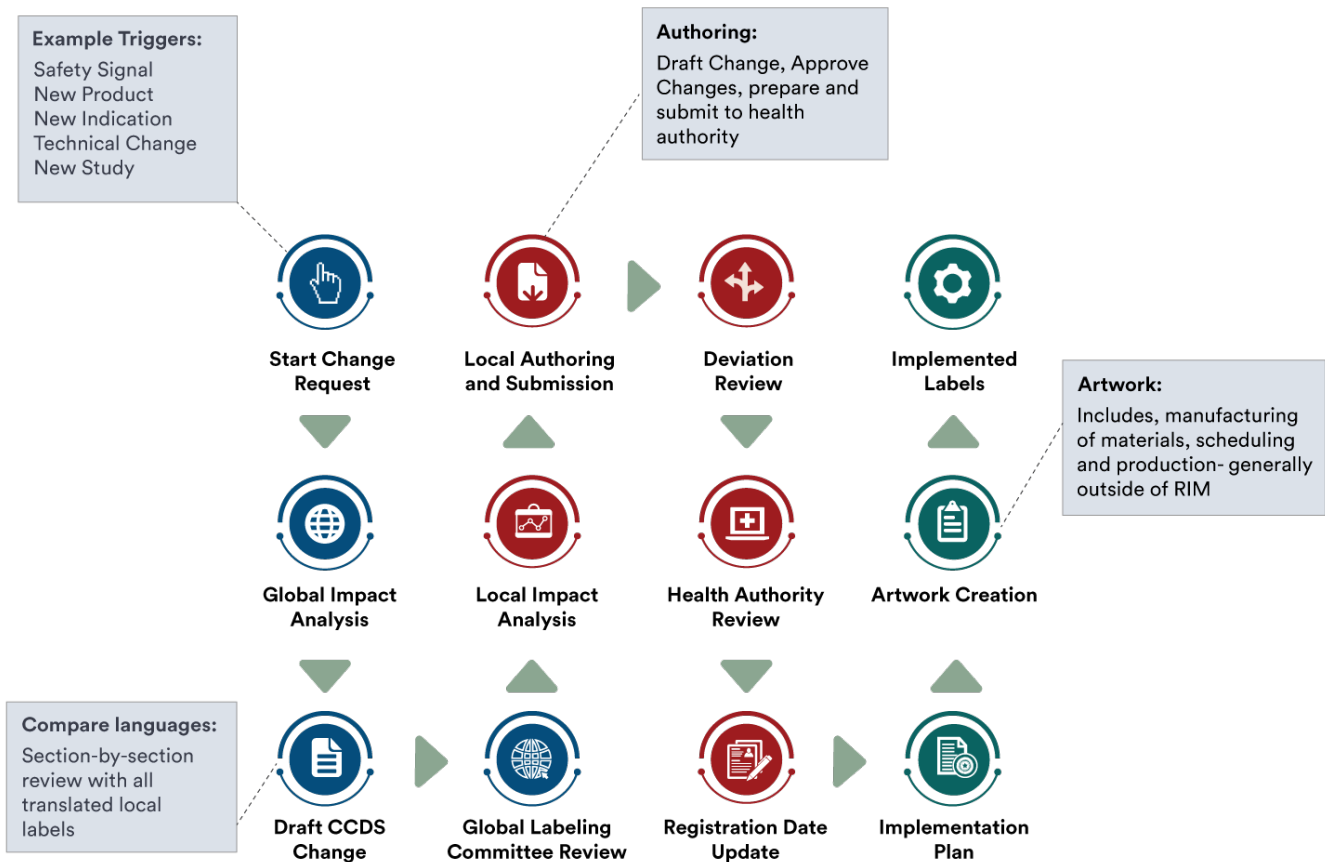 Example Triggers:
Safety Signal
New Product
New Indication
Technical Change
New Study
Authoring:
Draft Change, Approve
Changes, prepare and
submit to health
authority
Start Change
Request
Local Authoring
and Submission
Deviation
Review
Implemented
Labels
Artwork:
Includes, manufacturing
of materials, scheduling
and production- generally
outside of RIM
Global Impact
Analysis
Local Impact
Analysis
Health Authority
Review
Artwork Creation
Compare languages:
Section-by-section
review with all
translated local
labels
Draft CCDS
Change
Global Labeling
Committee Review
Registration Date
Update
Implementation
Plan